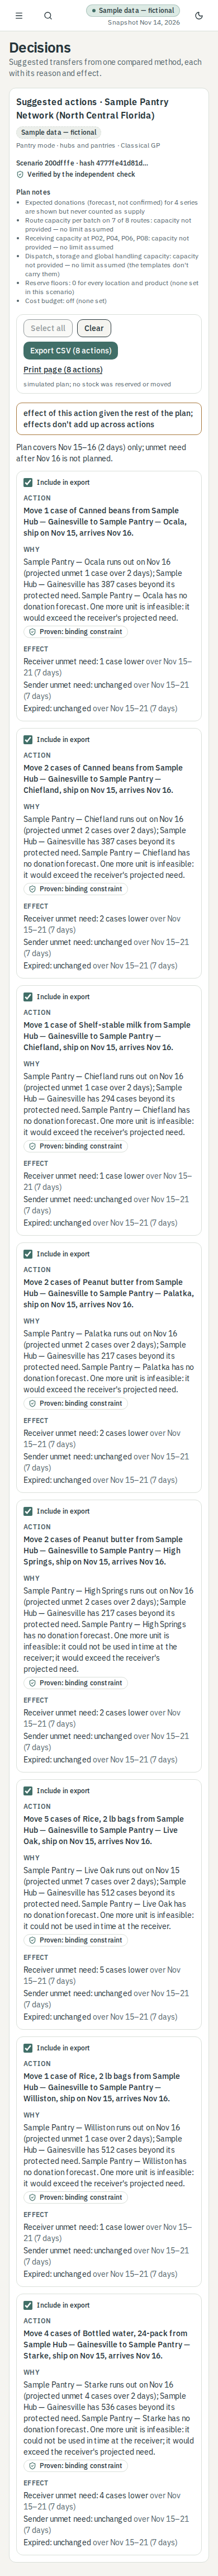 Sample data — fictional
Snapshot Nov 14, 2026
Decisions
Suggested transfers from one compared method, each
with its reason and effect.
Suggested actions · Sample Pantry
Network (North Central Florida)
Sample data — fictional
Pantry mode · hubs and pantries · Classical GP
Scenario 200dfffe · hash 4777fe41d81d…
Verified by the independent check
Plan notes
Expected donations (forecast, not confirmed) for 4 series
are shown but never counted as supply
Route capacity per batch on 7 of 8 routes: capacity not
provided — no limit assumed
Receiving capacity at P02, P04, P06, P08: capacity not
provided — no limit assumed
Dispatch, storage and global handling capacity: capacity
not provided — no limit assumed (the templates don't
carry them)
Reserve floors: 0 for every location and product (none set
in this scenario)
Cost budget: off (none set)
Select all
Clear
Export CSV (8 actions)
Print page (8 actions)
simulated plan; no stock was reserved or moved
effect of this action given the rest of the plan;
effects don't add up across actions
Plan covers Nov 15–16 (2 days) only; unmet need
after Nov 16 is not planned.
Include in export
ACTION
Move 1 case of Canned beans from Sample
Hub — Gainesville to Sample Pantry — Ocala,
ship on Nov 15, arrives Nov 16.
WHY
Sample Pantry — Ocala runs out on Nov 16
(projected unmet 1 case over 2 days); Sample
Hub — Gainesville has 387 cases beyond its
protected need. Sample Pantry — Ocala has no
donation forecast. One more unit is infeasible: it
would exceed the receiver's projected need.
Proven: binding constraint
EFFECT
Receiver unmet need: 1 case lower over Nov 15–
21 (7 days)
Sender unmet need: unchanged over Nov 15–21
(7 days)
Expired: unchanged over Nov 15–21 (7 days)
Include in export
ACTION
Move 2 cases of Canned beans from Sample
Hub — Gainesville to Sample Pantry —
Chiefland, ship on Nov 15, arrives Nov 16.
WHY
Sample Pantry — Chiefland runs out on Nov 16
(projected unmet 2 cases over 2 days); Sample
Hub — Gainesville has 387 cases beyond its
protected need. Sample Pantry — Chiefland has
no donation forecast. One more unit is infeasible:
it would exceed the receiver's projected need.
Proven: binding constraint
EFFECT
Receiver unmet need: 2 cases lower over Nov
15–21 (7 days)
Sender unmet need: unchanged over Nov 15–21
(7 days)
Expired: unchanged over Nov 15–21 (7 days)
Include in export
ACTION
Move 1 case of Shelf-stable milk from Sample
Hub — Gainesville to Sample Pantry —
Chiefland, ship on Nov 15, arrives Nov 16.
WHY
Sample Pantry — Chiefland runs out on Nov 16
(projected unmet 1 case over 2 days); Sample
Hub — Gainesville has 294 cases beyond its
protected need. Sample Pantry — Chiefland has
no donation forecast. One more unit is infeasible:
it would exceed the receiver's projected need.
Proven: binding constraint
EFFECT
Receiver unmet need: 1 case lower over Nov 15–
21 (7 days)
Sender unmet need: unchanged over Nov 15–21
(7 days)
Expired: unchanged over Nov 15–21 (7 days)
Include in export
ACTION
Move 2 cases of Peanut butter from Sample
Hub — Gainesville to Sample Pantry — Palatka,
ship on Nov 15, arrives Nov 16.
WHY
Sample Pantry — Palatka runs out on Nov 16
(projected unmet 2 cases over 2 days); Sample
Hub — Gainesville has 217 cases beyond its
protected need. Sample Pantry — Palatka has no
donation forecast. One more unit is infeasible: it
would exceed the receiver's projected need.
Proven: binding constraint
EFFECT
Receiver unmet need: 2 cases lower over Nov
15–21 (7 days)
Sender unmet need: unchanged over Nov 15–21
(7 days)
Expired: unchanged over Nov 15–21 (7 days)
Include in export
ACTION
Move 2 cases of Peanut butter from Sample
Hub — Gainesville to Sample Pantry — High
Springs, ship on Nov 15, arrives Nov 16.
WHY
Sample Pantry — High Springs runs out on Nov 16
(projected unmet 2 cases over 2 days); Sample
Hub — Gainesville has 217 cases beyond its
protected need. Sample Pantry — High Springs
has no donation forecast. One more unit is
infeasible: it could not be used in time at the
receiver; it would exceed the receiver's
projected need.
Proven: binding constraint
EFFECT
Receiver unmet need: 2 cases lower over Nov
15–21 (7 days)
Sender unmet need: unchanged over Nov 15–21
(7 days)
Expired: unchanged over Nov 15–21 (7 days)
Include in export
ACTION
Move 5 cases of Rice, 2 lb bags from Sample
Hub — Gainesville to Sample Pantry — Live
Oak, ship on Nov 15, arrives Nov 16.
WHY
Sample Pantry — Live Oak runs out on Nov 15
(projected unmet 7 cases over 2 days); Sample
Hub — Gainesville has 512 cases beyond its
protected need. Sample Pantry — Live Oak has
no donation forecast. One more unit is infeasible:
it could not be used in time at the receiver.
Proven: binding constraint
EFFECT
Receiver unmet need: 5 cases lower over Nov
15–21 (7 days)
Sender unmet need: unchanged over Nov 15–21
(7 days)
Expired: unchanged over Nov 15–21 (7 days)
Include in export
ACTION
Move 1 case of Rice, 2 lb bags from Sample
Hub — Gainesville to Sample Pantry —
Williston, ship on Nov 15, arrives Nov 16.
WHY
Sample Pantry — Williston runs out on Nov 16
(projected unmet 1 case over 2 days); Sample
Hub — Gainesville has 512 cases beyond its
protected need. Sample Pantry — Williston has
no donation forecast. One more unit is infeasible:
it would exceed the receiver's projected need.
Proven: binding constraint
EFFECT
Receiver unmet need: 1 case lower over Nov 15–
21 (7 days)
Sender unmet need: unchanged over Nov 15–21
(7 days)
Expired: unchanged over Nov 15–21 (7 days)
Include in export
ACTION
Move 4 cases of Bottled water, 24-pack from
Sample Hub — Gainesville to Sample Pantry —
Starke, ship on Nov 15, arrives Nov 16.
WHY
Sample Pantry — Starke runs out on Nov 16
(projected unmet 4 cases over 2 days); Sample
Hub — Gainesville has 536 cases beyond its
protected need. Sample Pantry — Starke has no
donation forecast. One more unit is infeasible: it
could not be used in time at the receiver; it would
exceed the receiver's projected need.
Proven: binding constraint
EFFECT
Receiver unmet need: 4 cases lower over Nov
15–21 (7 days)
Sender unmet need: unchanged over Nov 15–21
(7 days)
Expired: unchanged over Nov 15–21 (7 days)